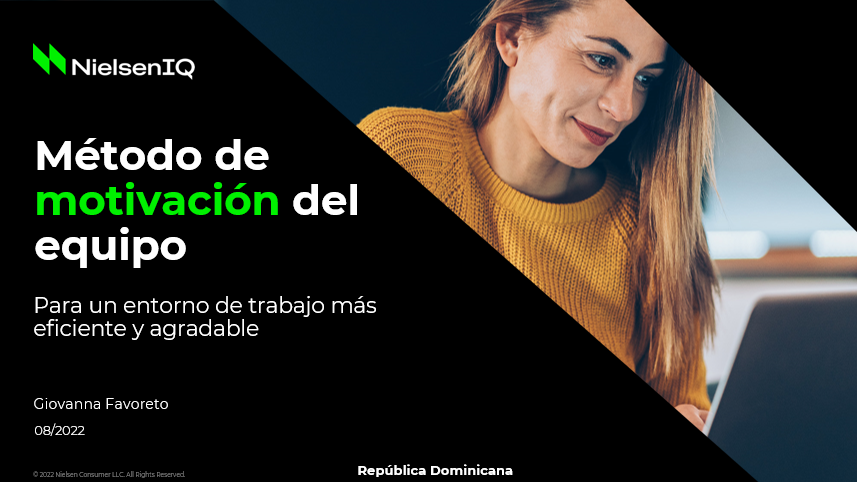 NielsenIQ
Método de
motivación del
equipo
Para un entorno de trabajo más
eficiente y agradable
Giovanna Favoreto
08/2022
© 2022 Nielsen Consumer LLC. All Rights Reserved.
República Dominicana